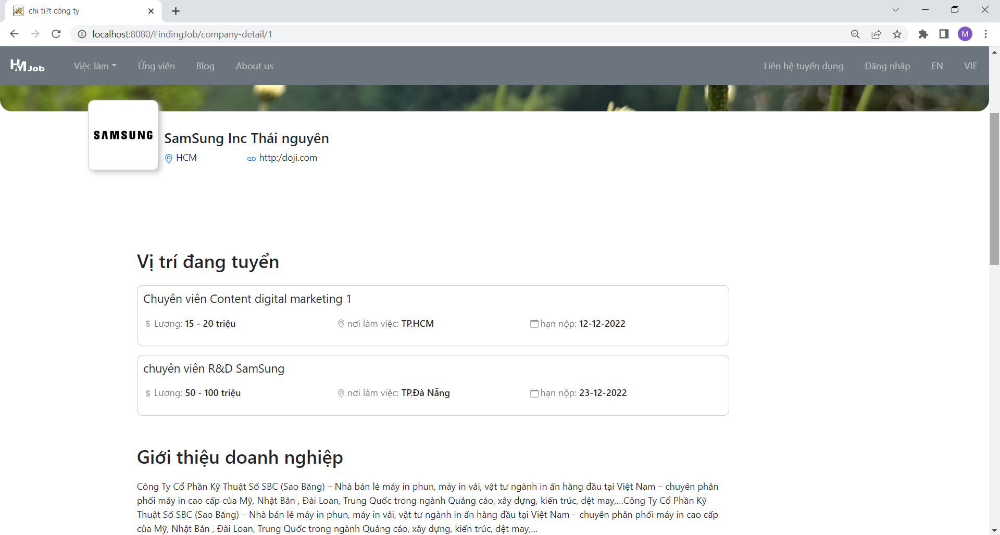 chi ti?t công ty
localhost:8080/FindingJob/company-detail/1
M
HM Job
Việc làm
Ứng viên
Blog
About us
Liên hệ tuyển dụng
Đăng nhập
EN
VIE
SAMSUNG
SamSung Inc Thái nguyên
HCM
http:/doji.com
Vị trí đang tuyển
Chuyên viên Content digital marketing 1
$ Lương: 15 - 20 triệu
nơi làm việc: TP.HCM
hạn nộp: 12-12-2022
chuyên viên R&D SamSung
$ Lương: 50 - 100 triệu
nơi làm việc: TP.Đà Nẵng
hạn nộp: 23-12-2022
Giới thiệu doanh nghiệp
Công Ty Cổ Phần Kỹ Thuật Số SBC (Sao Băng) – Nhà bán lẻ máy in phun, máy in vải, vật tư ngành in ấn hàng đầu tại Việt Nam – chuyên phân
phối máy in cao cấp của Mỹ, Nhật Bản , Đài Loan, Trung Quốc trong ngành Quảng cáo, xây dựng, kiến trúc, dệt may,...Công Ty Cổ Phần Kỹ
Thuật Số SBC (Sao Băng) – Nhà bán lẻ máy in phun, máy in vải, vật tư ngành in ấn hàng đầu tại Việt Nam – chuyên phân phối máy in cao cấp
của Mỹ, Nhật Bản , Đài Loan, Trung Quốc trong ngành Quảng cáo, xây dựng, kiến trúc, dệt may,...